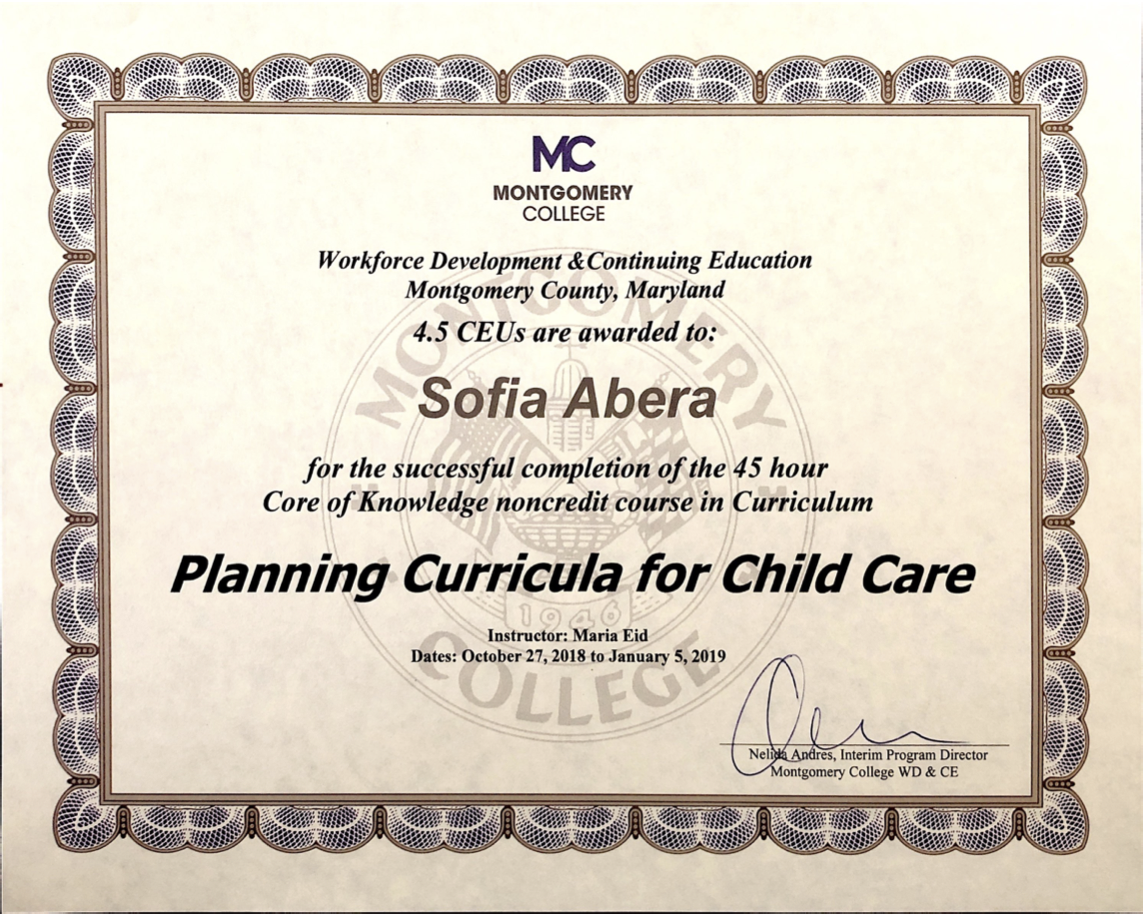 MC
MONTGOMERY
COLLEGE
Workforce Development &Continuing Education
Montgomery County, Maryland
4.5 CEUs are awarded to:
Sofia Abera
for the successful completion of the 45 hour
Core of Knowledge noncredit course in Curriculum
Planning Curricula for Child Care
Instructor: Maria Eid
Dates: October 27, 2018 to January 5, 2019
Nelida Andres, Interim Program Director
Montgomery College WD & CE
MONTGOMERY
COLLEGE
1946